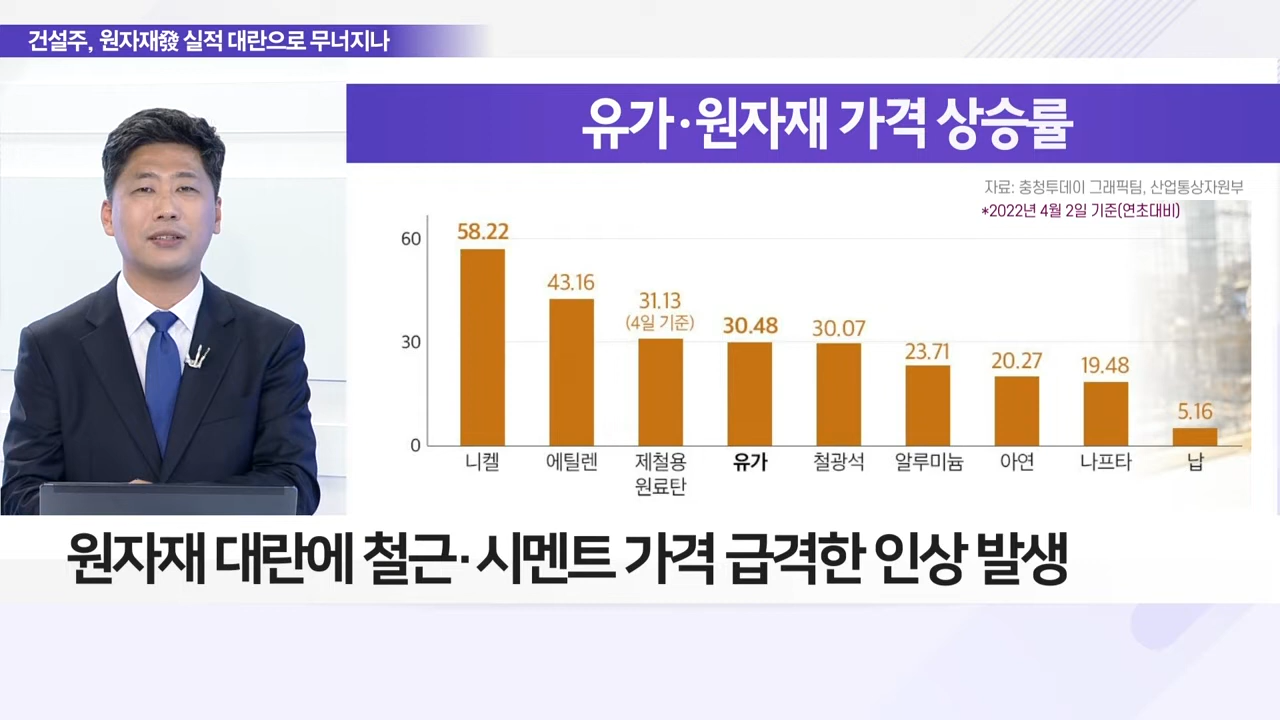 건설주, 원자재發 실적 대란으로 무너지나
유가·원자재 가격 상승률
자료: 충청투데이 그래픽팀, 산업통상자원부
*2022년 4월 2일 기준(연초대비)
60
30
0
58.22
43.16
31.13
(4일 기준)
30.48
30.07
23.71
20.27
19.48
5.16
니켈
에틸렌
제철용
원료탄
유가
철광석
알루미늄
아연
나프타
납
원자재 대란에 철근·시멘트 가격 급격한 인상 발생